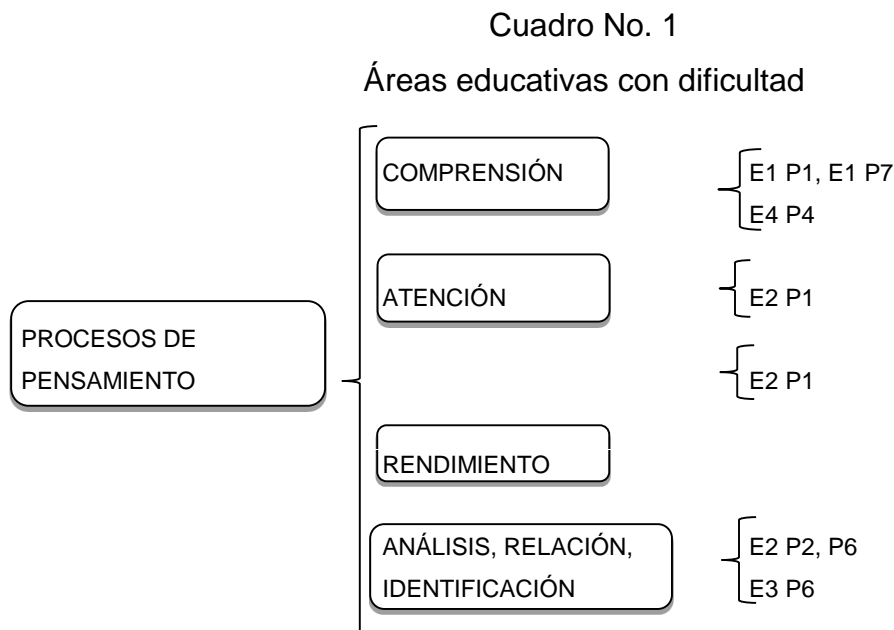 Cuadro No. 1
Áreas educativas con dificultad
PROCESOS DE
PENSAMIENTO
COMPRENSIÓN
E1 P1, E1 P7
E4 P4
ATENCIÓN
E2 P1
E2 P1
RENDIMIENTO
ANÁLISIS, RELACIÓN,
IDENTIFICACIÓN
E2 P2, P6
E3 P6